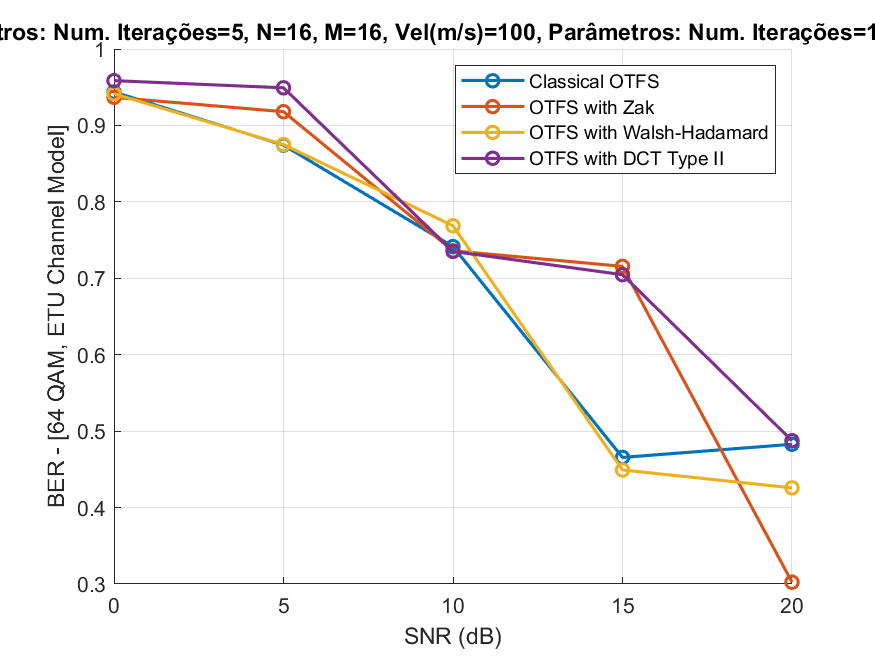 tros: Num. Iterações=5, N=16, M=16, Vel(m/s)=100, Parâmetros: Num. Iterações=1
1
0.9
0.8
0.7
0.6
0.5
0.4
0.3
BER - [64 QAM, ETU Channel Model]
Classical OTFS
OTFS with Zak
OTFS with Walsh-Hadamard
OTFS with DCT Type II
0 5 10 15 20
SNR (dB)